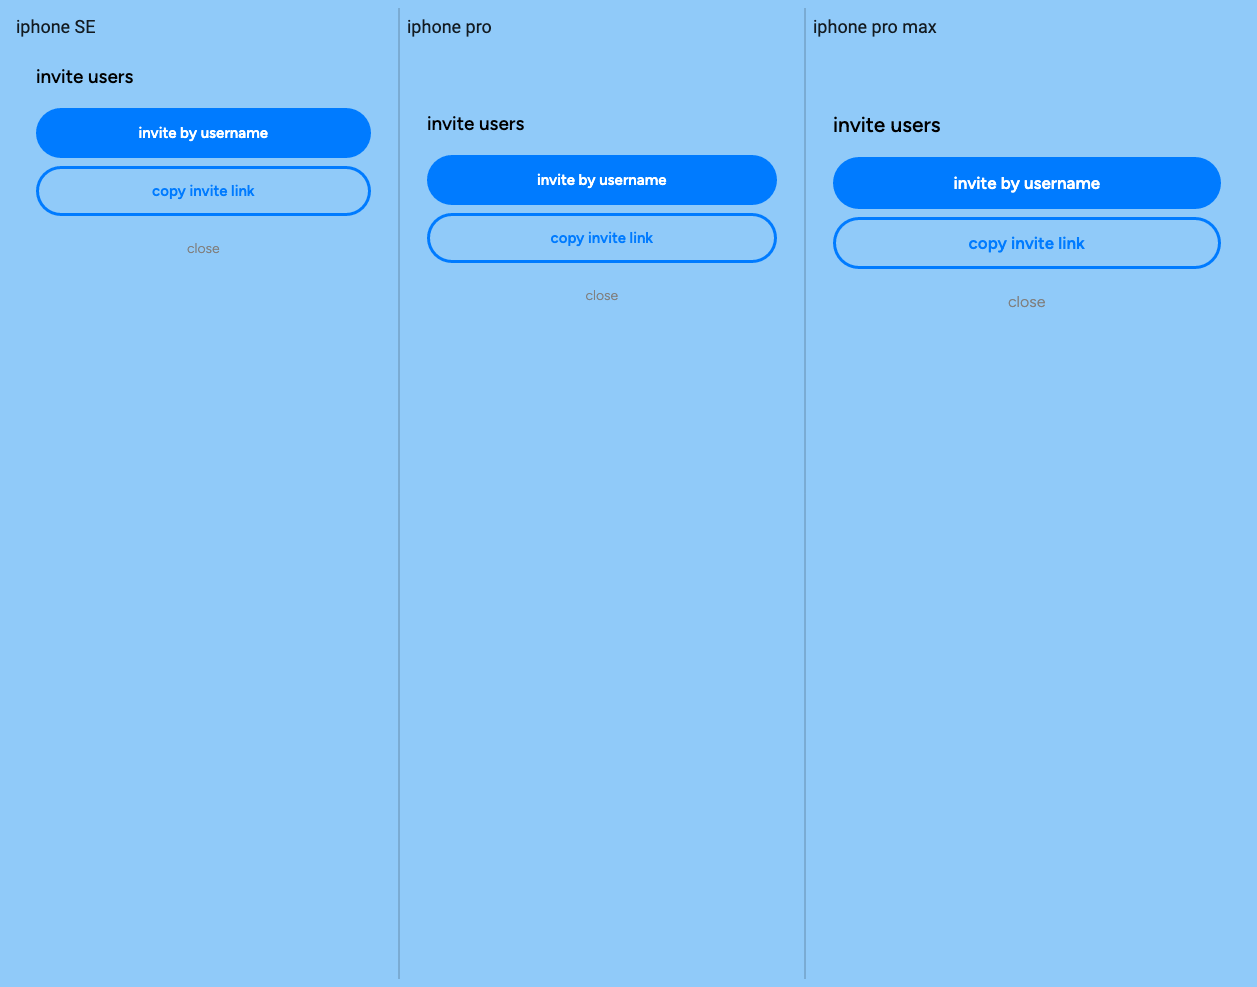 iphone SE
invite users
invite by username
copy invite link
close
iphone pro
invite users
invite by username
copy invite link
close
iphone pro max
invite users
invite by username
copy invite link
close